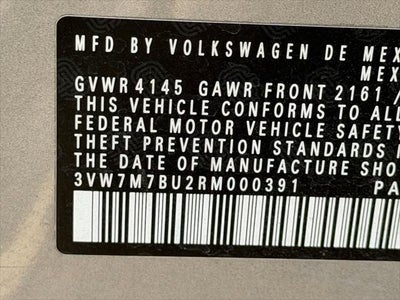 MFD BY VOLKSWAGEN DE MEX
MEX
GVWR 4145 GAWR FRONT 2161 /
THIS VEHICLE CONFORMS TO ALL
FEDERAL MOTOR VEHICLE SAFETY
THEFT PREVENTION STANDARDS
THE DATE OF MANUFACTURE SHO
3VW7M7BU2RM000391 PA